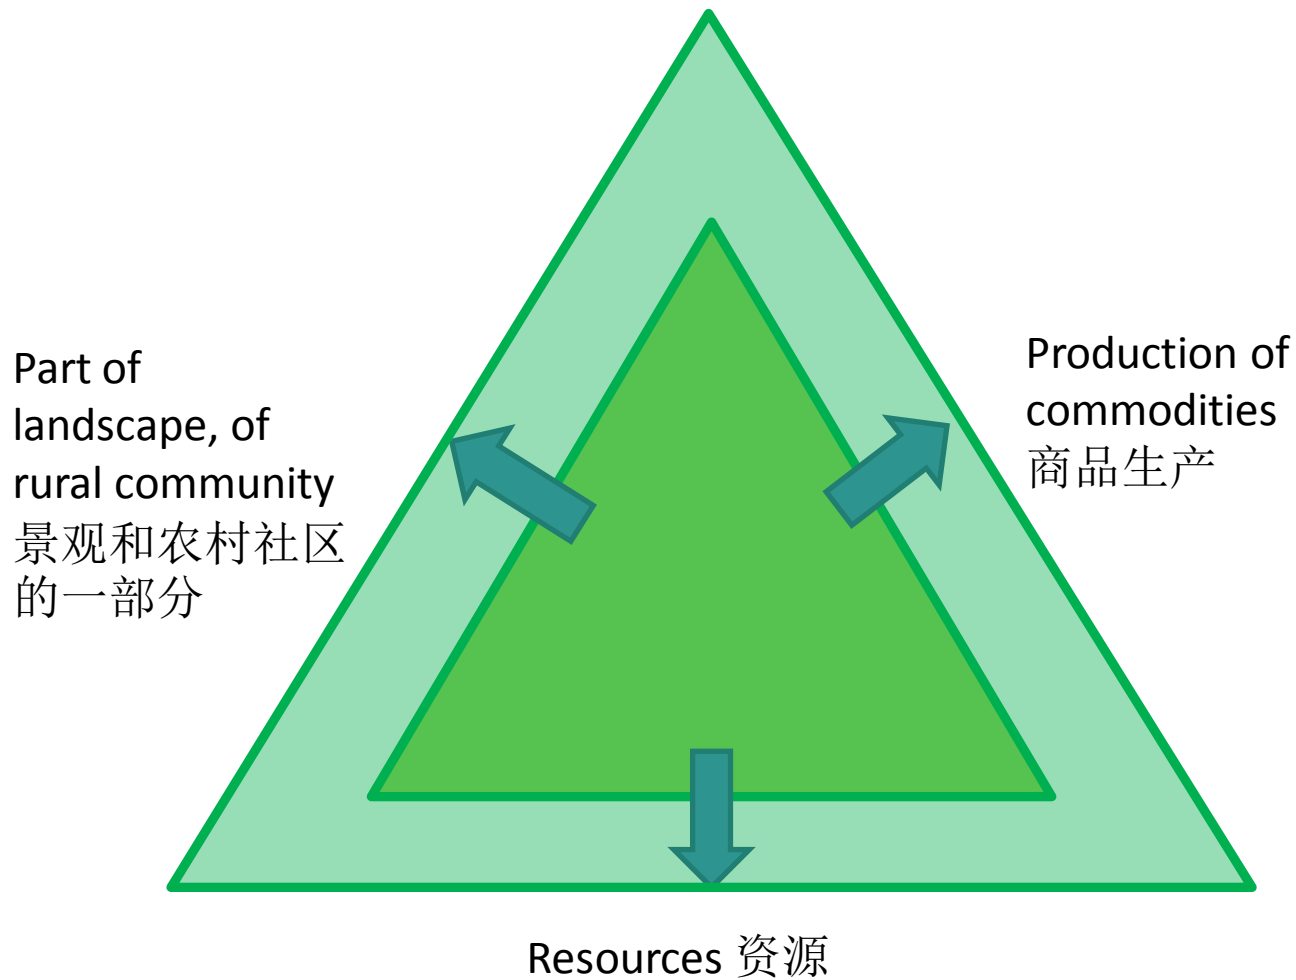 Part of
landscape, of
rural community
景观和农村社区
的一部分
Production of
commodities
商品生产
Resources 资源